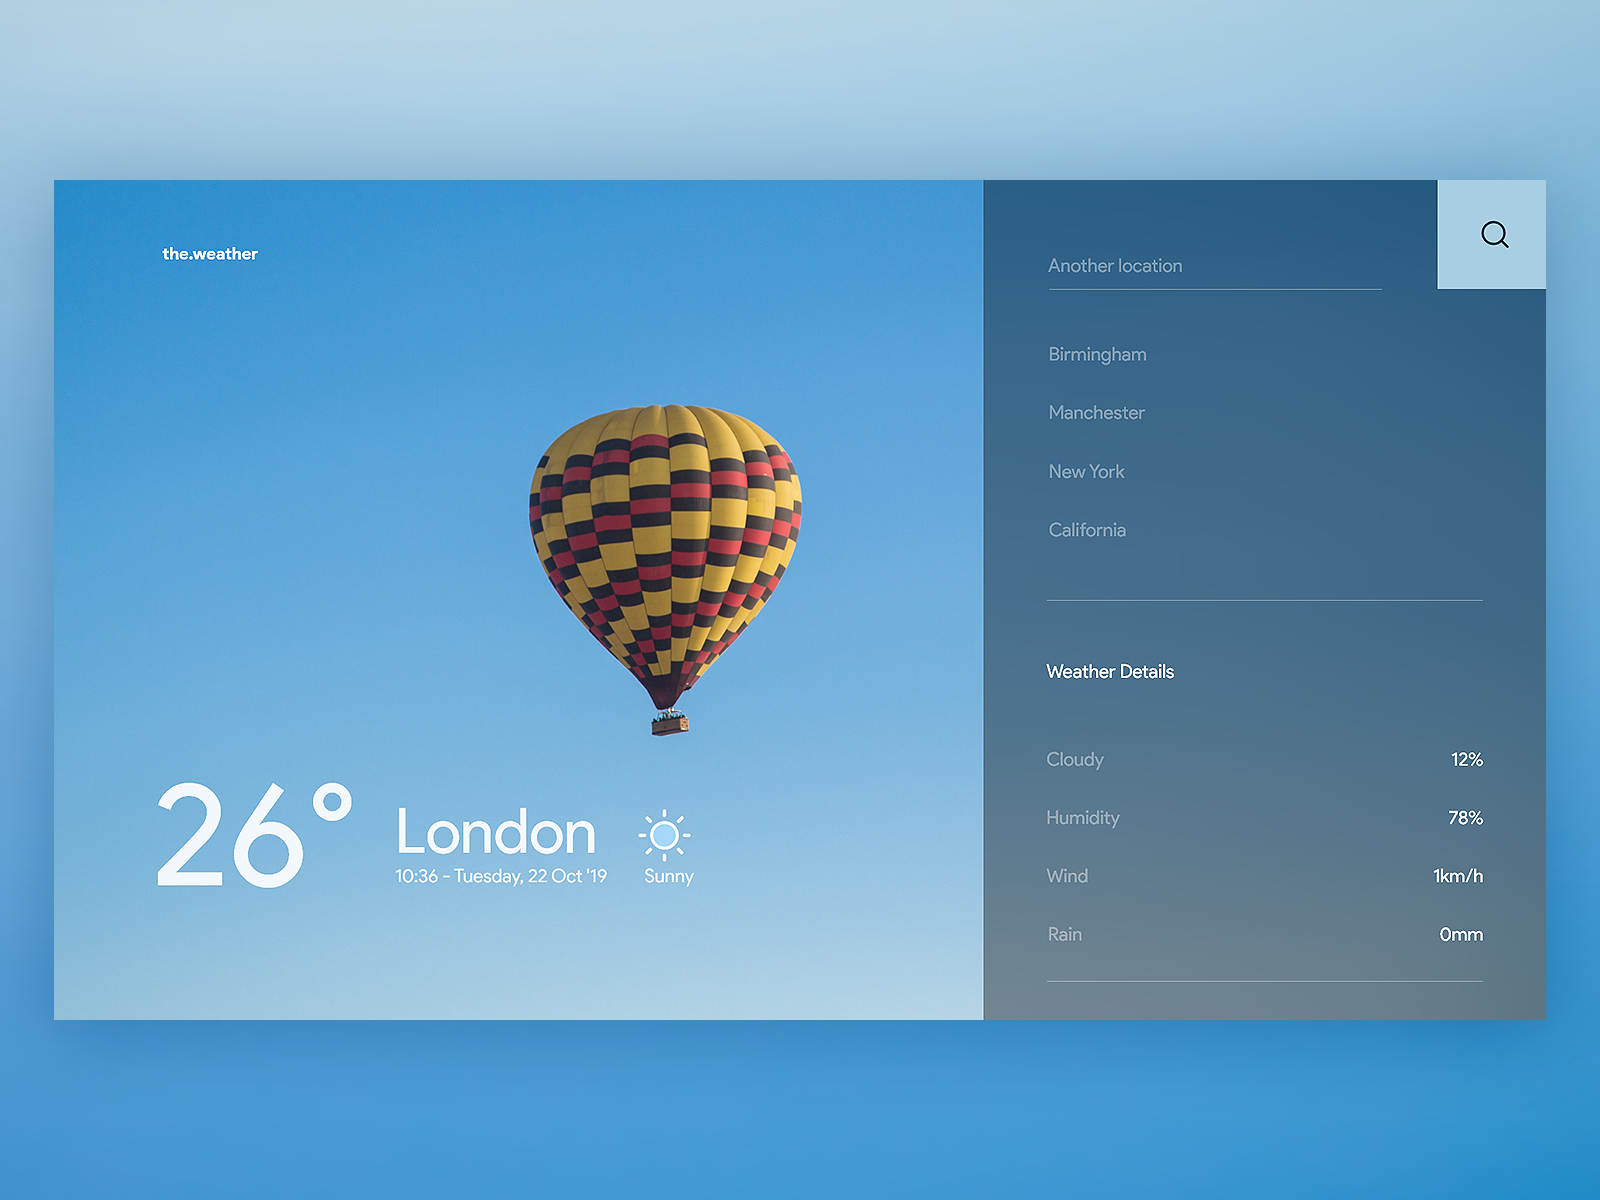 the.weather
26°
London
10:36 - Tuesday, 22 Oct '19
Sunny
Another location
Birmingham
Manchester
New York
California
Weather Details
Cloudy 12%
Humidity 78%
Wind 1km/h
Rain 0mm